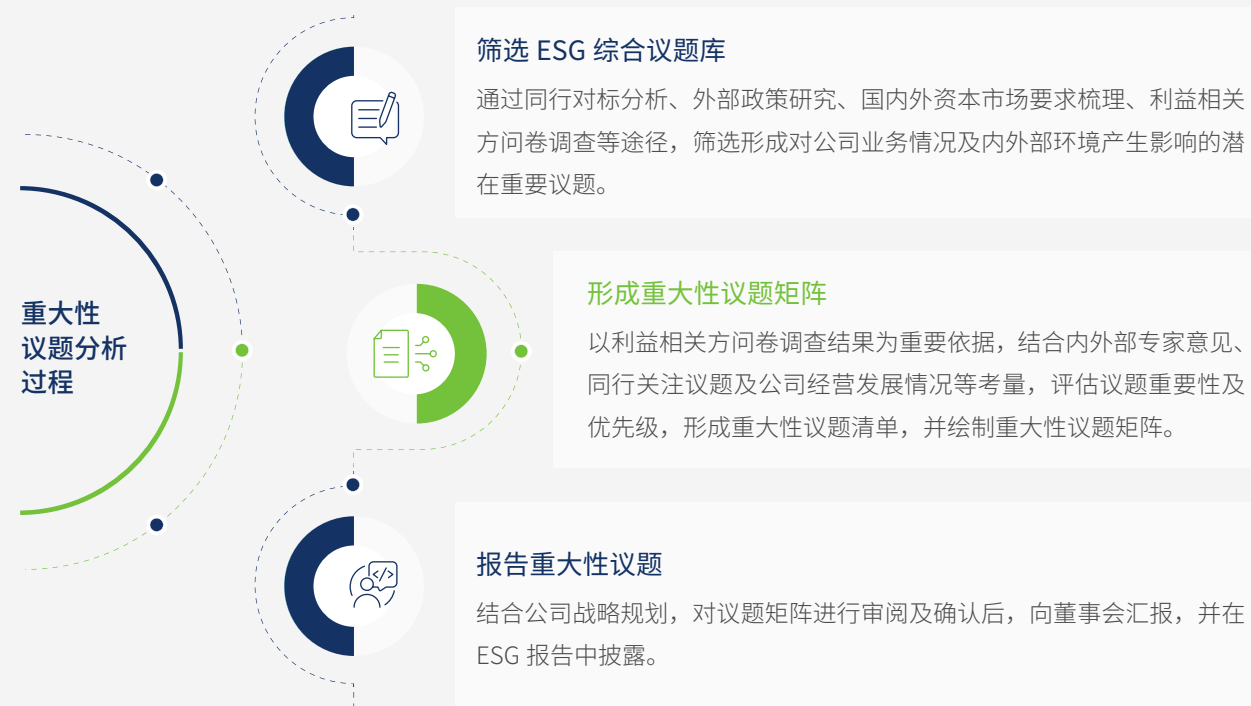 重大性
议题分析
过程
筛选 ESG 综合议题库
通过同行对标分析、外部政策研究、国内外资本市场要求梳理、利益相关
方问卷调查等途径，筛选形成对公司业务情况及内外部环境产生影响的潜
在重要议题。
形成重大性议题矩阵
以利益相关方问卷调查结果为重要依据，结合内外部专家意见、
同行关注议题及公司经营发展情况等考量，评估议题重要性及
优先级，形成重大性议题清单，并绘制重大性议题矩阵。
报告重大性议题
结合公司战略规划，对议题矩阵进行审阅及确认后，向董事会汇报，并在
ESG 报告中披露。